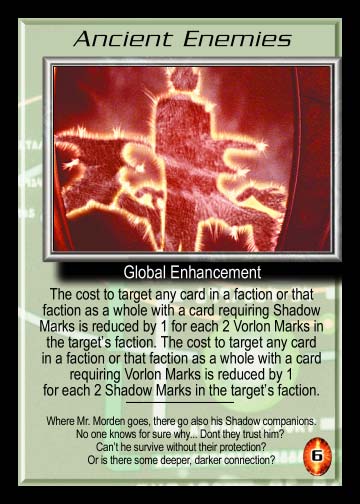 Ancient Enemies
Global Enhancement
The cost to target any card in a faction or that
faction as a whole with a card requiring Shadow
Marks is reduced by 1 for each 2 Vorlon Marks in
the target's faction. The cost to target any card
in a faction or that faction as a whole with a card
requiring Vorlon Marks is reduced by 1
for each 2 Shadow Marks in the target's faction.
Where Mr. Morden goes, there go also his Shadow companions.
No one knows for sure why... Dont they trust him?
Can't he survive without their protection?
Or is there some deeper, darker connection?
6